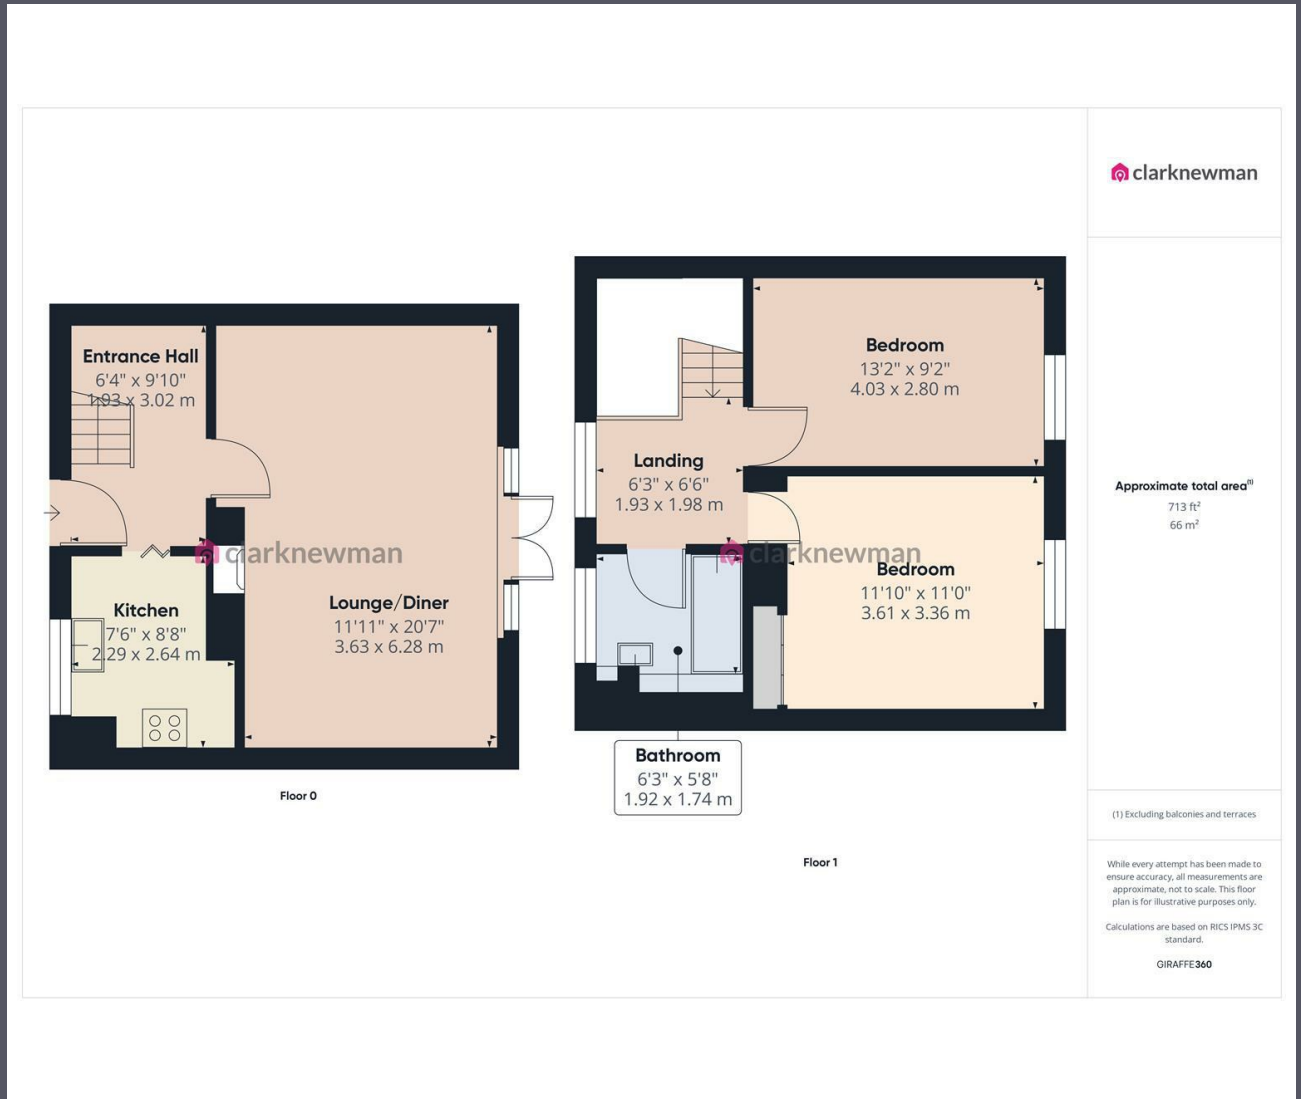 clarknewman
Entrance Hall
6'4" x 9'10"
1.93 x 3.02 m
Kitchen
7'6" x 8'8"
2.29 x 2.64 m
Lounge/Diner
11'11" x 20'7"
3.63 x 6.28 m
clarknewman
Floor 0
Bedroom
13'2" x 9'2"
4.03 x 2.80 m
Landing
6'3" x 6'6"
1.93 x 1.98 m
clarknewman
Bedroom
11'10" x 11'0"
3.61 x 3.36 m
Bathroom
6'3" x 5'8"
1.92 x 1.74 m
Floor 1
Approximate total area(1)
713 ft²
66 m²
(1) Excluding balconies and terraces
While every attempt has been made to
ensure accuracy, all measurements are
approximate, not to scale. This floor
plan is for illustrative purposes only.
Calculations are based on RICS IPMS 3C
standard.
GIRAFFE360